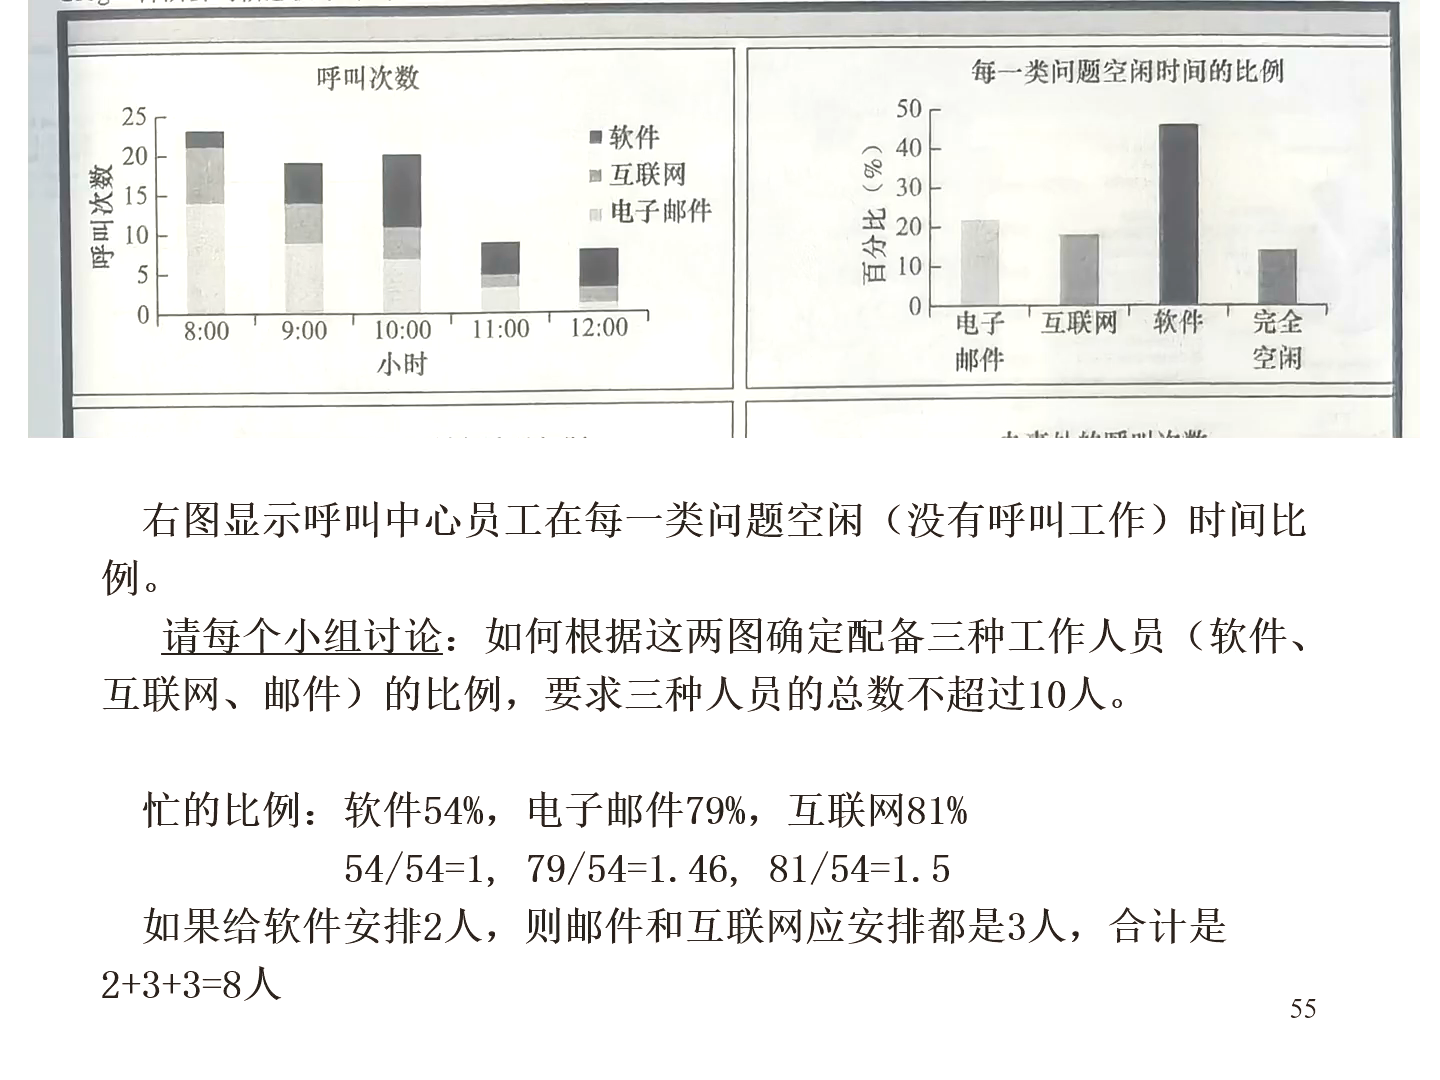 呼叫次数
25
20
15
10
5
0
呼叫次数
软件
互联网
电子邮件
8:00 9:00 10:00 11:00 12:00
小时
每一类问题空闲时间的比例
50
40
30
20
10
0
百分比（%）
电子邮件 互联网 软件 完全空闲
右图显示呼叫中心员工在每一类问题空闲（没有呼叫工作）时间比
例。
请每个小组讨论：如何根据这两图确定配备三种工作人员（软件、
互联网、邮件）的比例，要求三种人员的总数不超过10人。
忙的比例：软件54%，电子邮件79%，互联网81%
54/54=1, 79/54=1.46, 81/54=1.5
如果给软件安排2人，则邮件和互联网应安排都是3人，合计是
2+3+3=8人
55